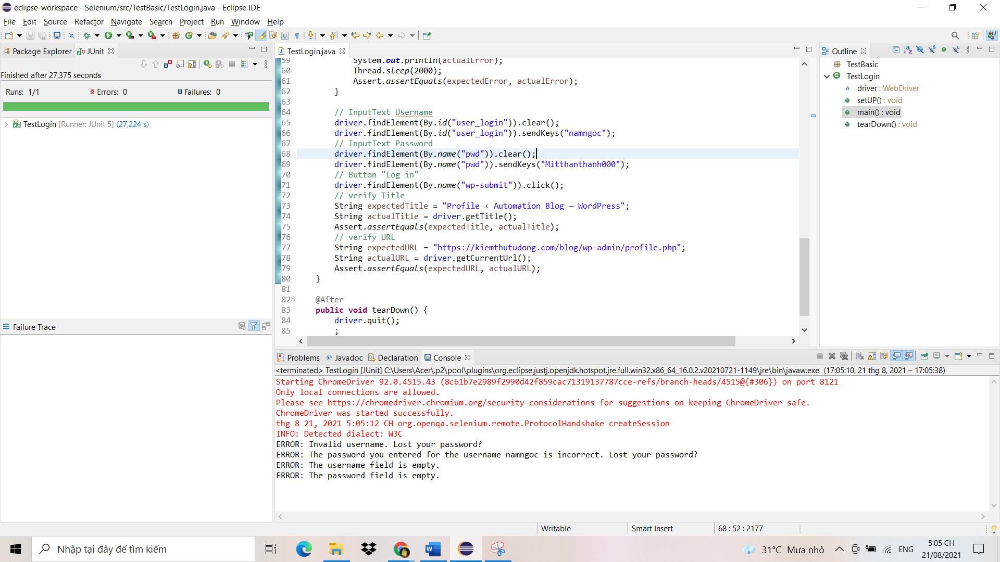 eclipse-workspace - Selenium/src/TestBasic/TestLogin.java - Eclipse IDE
File Edit Source Refactor Navigate Search Project Run Window Help
Package Explorer JUnit
Finished after 27,375 seconds
Runs: 1/1 Errors: 0 Failures: 0
TestLogin [Runner: JUnit 5] (27,224 s)
Failure Trace
TestLogin.java
59 System.out.println(actualError);
60 Thread.sleep(2000);
61 Assert.assertEquals(expectedError, actualError);
62 }
63
64 // InputText Username
65 driver.findElement(By.id("user_login")).clear();
66 driver.findElement(By.id("user_login")).sendKeys("namngoc");
67 // InputText Password
68 driver.findElement(By.name("pwd")).clear();
69 driver.findElement(By.name("pwd")).sendKeys("Mitthanthanh000");
70 // Button "Log in"
71 driver.findElement(By.name("wp-submit")).click();
72 // verify Title
73 String expectedTitle = "Profile ‹ Automation Blog — WordPress";
74 String actualTitle = driver.getTitle();
75 Assert.assertEquals(expectedTitle, actualTitle);
76 // verify URL
77 String expectedURL = "https://kiemthutudong.com/blog/wp-admin/profile.php";
78 String actualURL = driver.getCurrentUrl();
79 Assert.assertEquals(expectedURL, actualURL);
80 }
81
82 @After
83 public void tearDown() {
84 driver.quit();
85 ;
Outline
TestBasic
TestLogin
driver : WebDriver
setUP() : void
main() : void
tearDown() : void
Problems Javadoc Declaration Console
<terminated> TestLogin [JUnit] C:\Users\Acer\.p2\pool\plugins\org.eclipse.justj.openjdk.hotspot.jre.full.win32.x86_64_16.0.2.v20210721-1149\jre\bin\javaw.exe (17:05:10, 21 thg 8, 2021 – 17:05:38)
Starting ChromeDriver 92.0.4515.43 (8c61b7e2989f2990d42f859cac71319137787cce-refs/branch-heads/4515@{#306}) on port 8121
Only local connections are allowed.
Please see https://chromedriver.chromium.org/security-considerations for suggestions on keeping ChromeDriver safe.
ChromeDriver was started successfully.
thg 8 21, 2021 5:05:12 CH org.openqa.selenium.remote.ProtocolHandshake createSession
INFO: Detected dialect: W3C
ERROR: Invalid username. Lost your password?
ERROR: The password you entered for the username namngoc is incorrect. Lost your password?
ERROR: The username field is empty.
ERROR: The password field is empty.
Writable Smart Insert 68 : 52 : 2177
Nhập tại đây để tìm kiếm
31°C Mưa nhỏ ENG
5:05 CH
21/08/2021